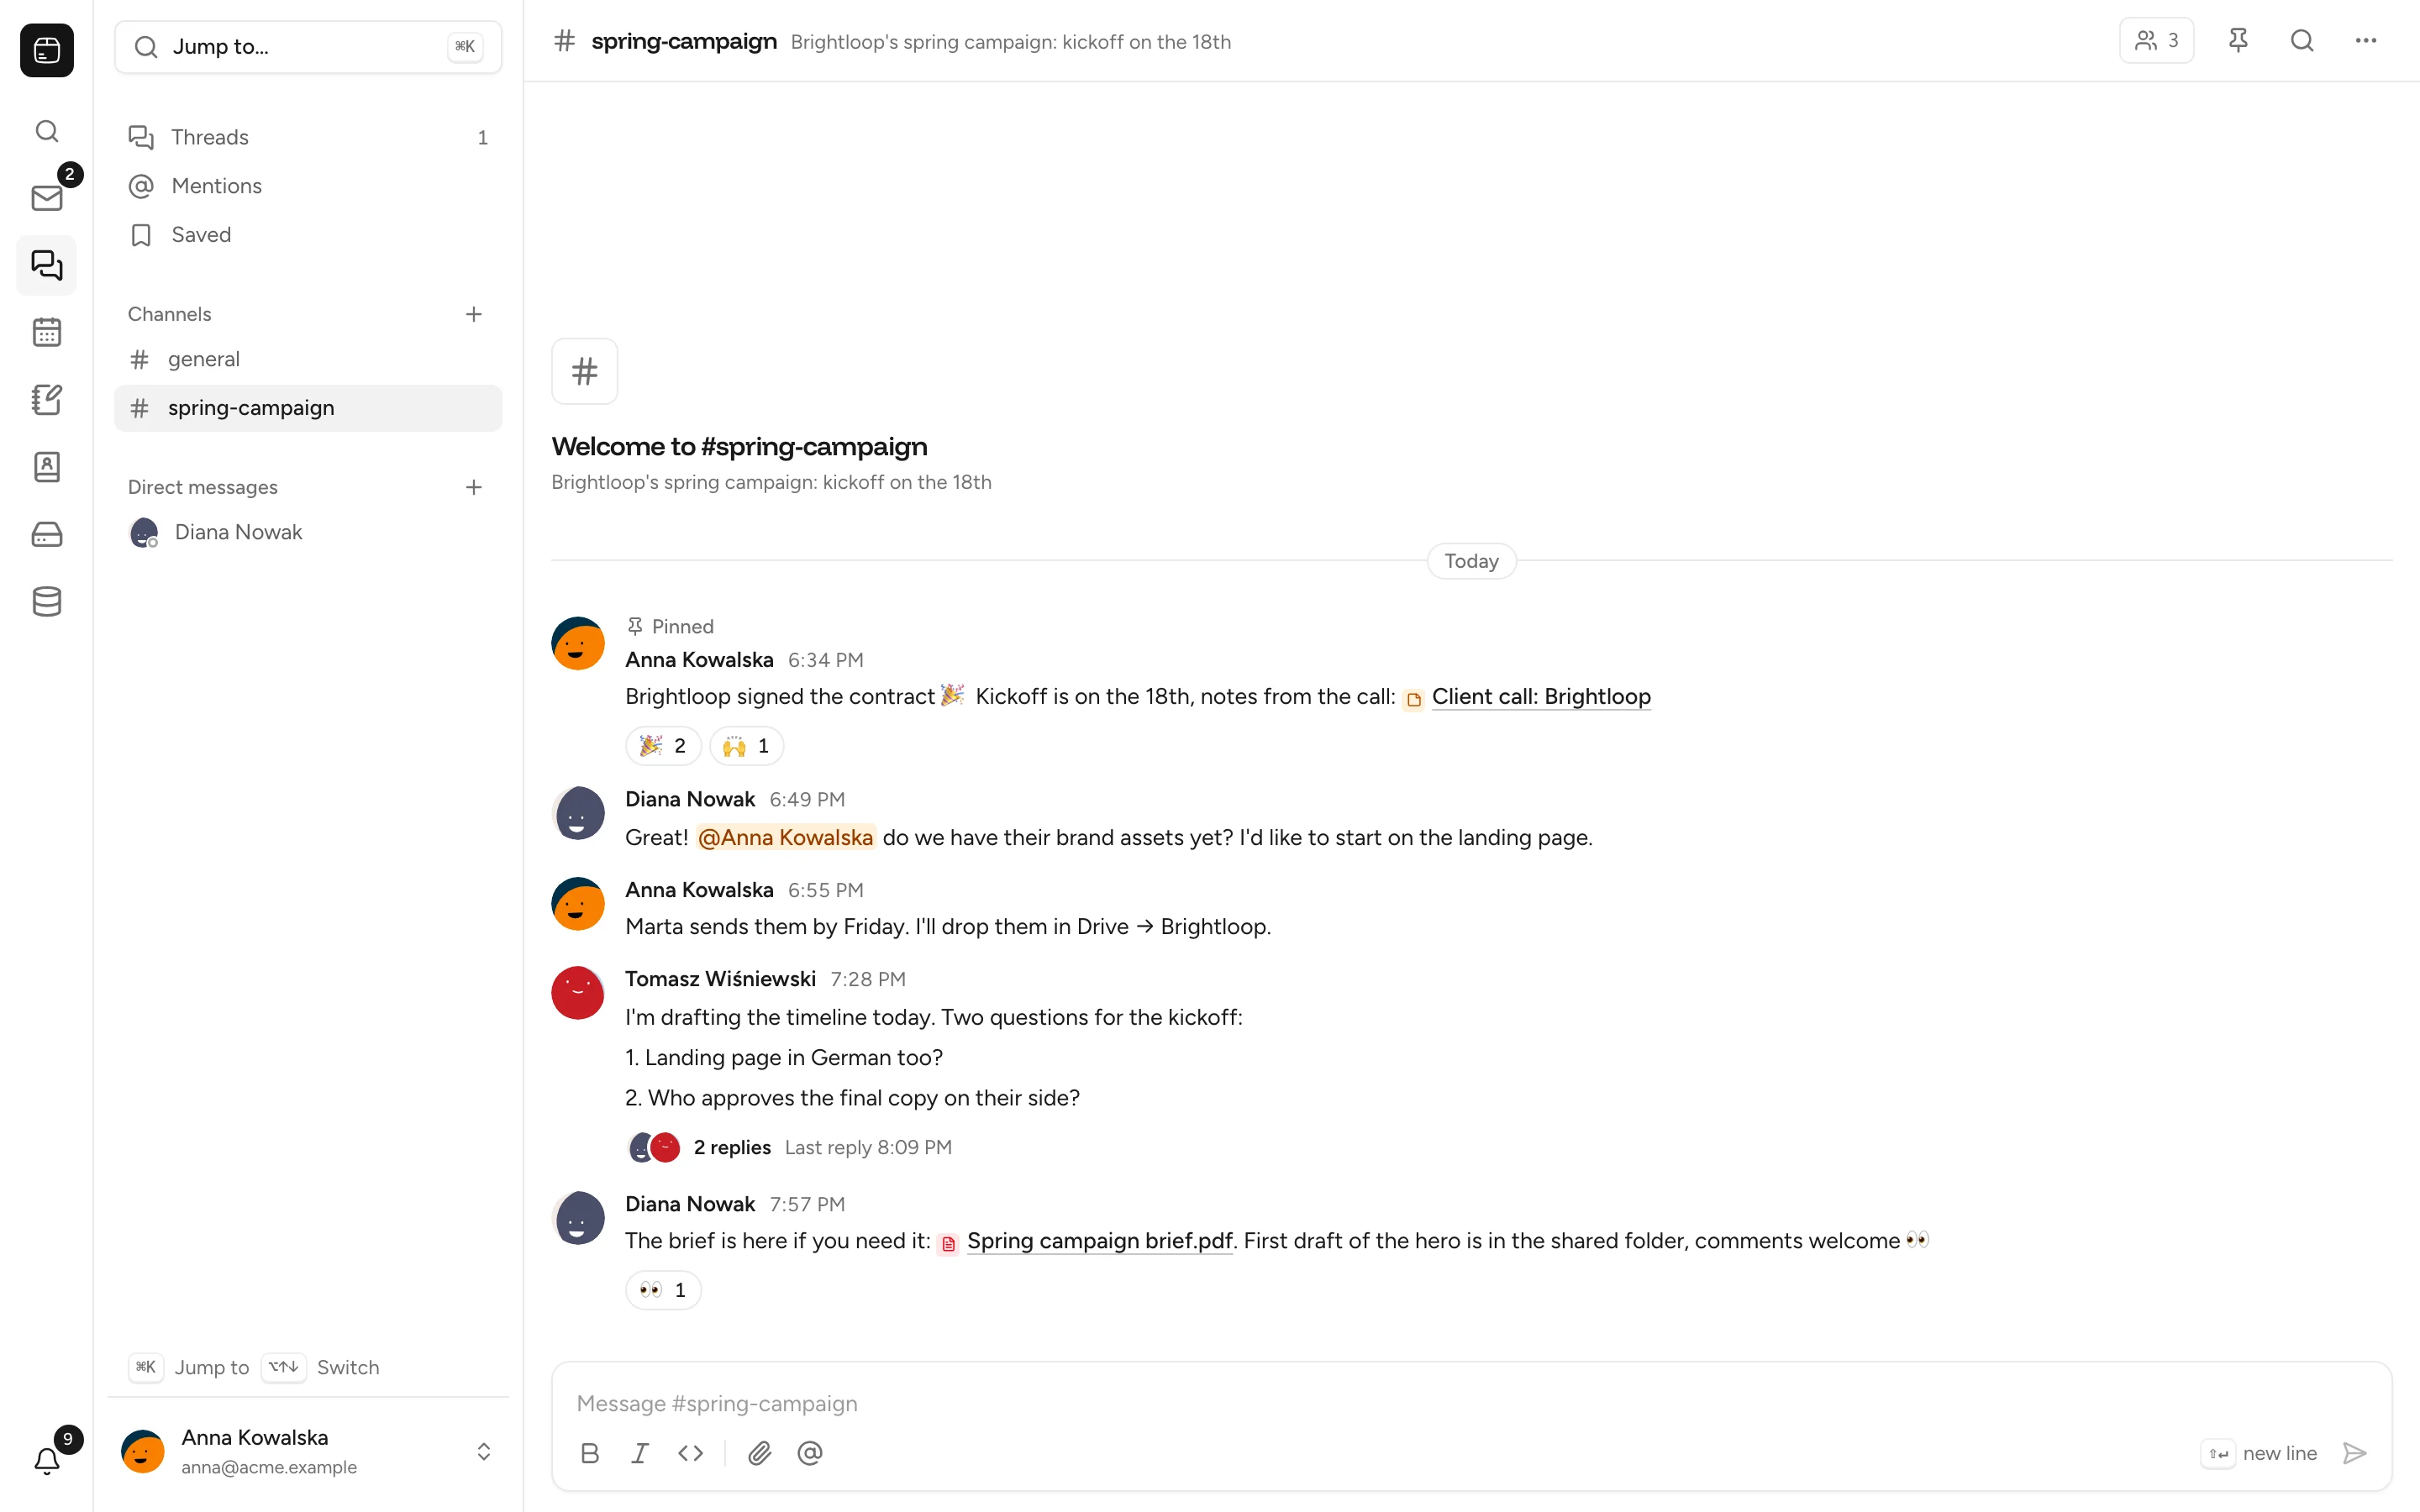 Jump to...
⌘K
2
Threads
1
Mentions
Saved
Channels
general
spring-campaign
Direct messages
Diana Nowak
⌘K Jump to ⌥↑↓ Switch
9
Anna Kowalska
anna@acme.example
# spring-campaign Brightloop's spring campaign: kickoff on the 18th
3
#
Welcome to #spring-campaign
Brightloop's spring campaign: kickoff on the 18th
Today
Pinned
Anna Kowalska 6:34 PM
Brightloop signed the contract 🎉 Kickoff is on the 18th, notes from the call: Client call: Brightloop
🎉 2 🙌 1
Diana Nowak 6:49 PM
Great! @Anna Kowalska do we have their brand assets yet? I'd like to start on the landing page.
Anna Kowalska 6:55 PM
Marta sends them by Friday. I'll drop them in Drive → Brightloop.
Tomasz Wiśniewski 7:28 PM
I'm drafting the timeline today. Two questions for the kickoff:
1. Landing page in German too?
2. Who approves the final copy on their side?
2 replies Last reply 8:09 PM
Diana Nowak 7:57 PM
The brief is here if you need it: Spring campaign brief.pdf. First draft of the hero is in the shared folder, comments welcome 👀
👀 1
Message #spring-campaign
⇧↵ new line